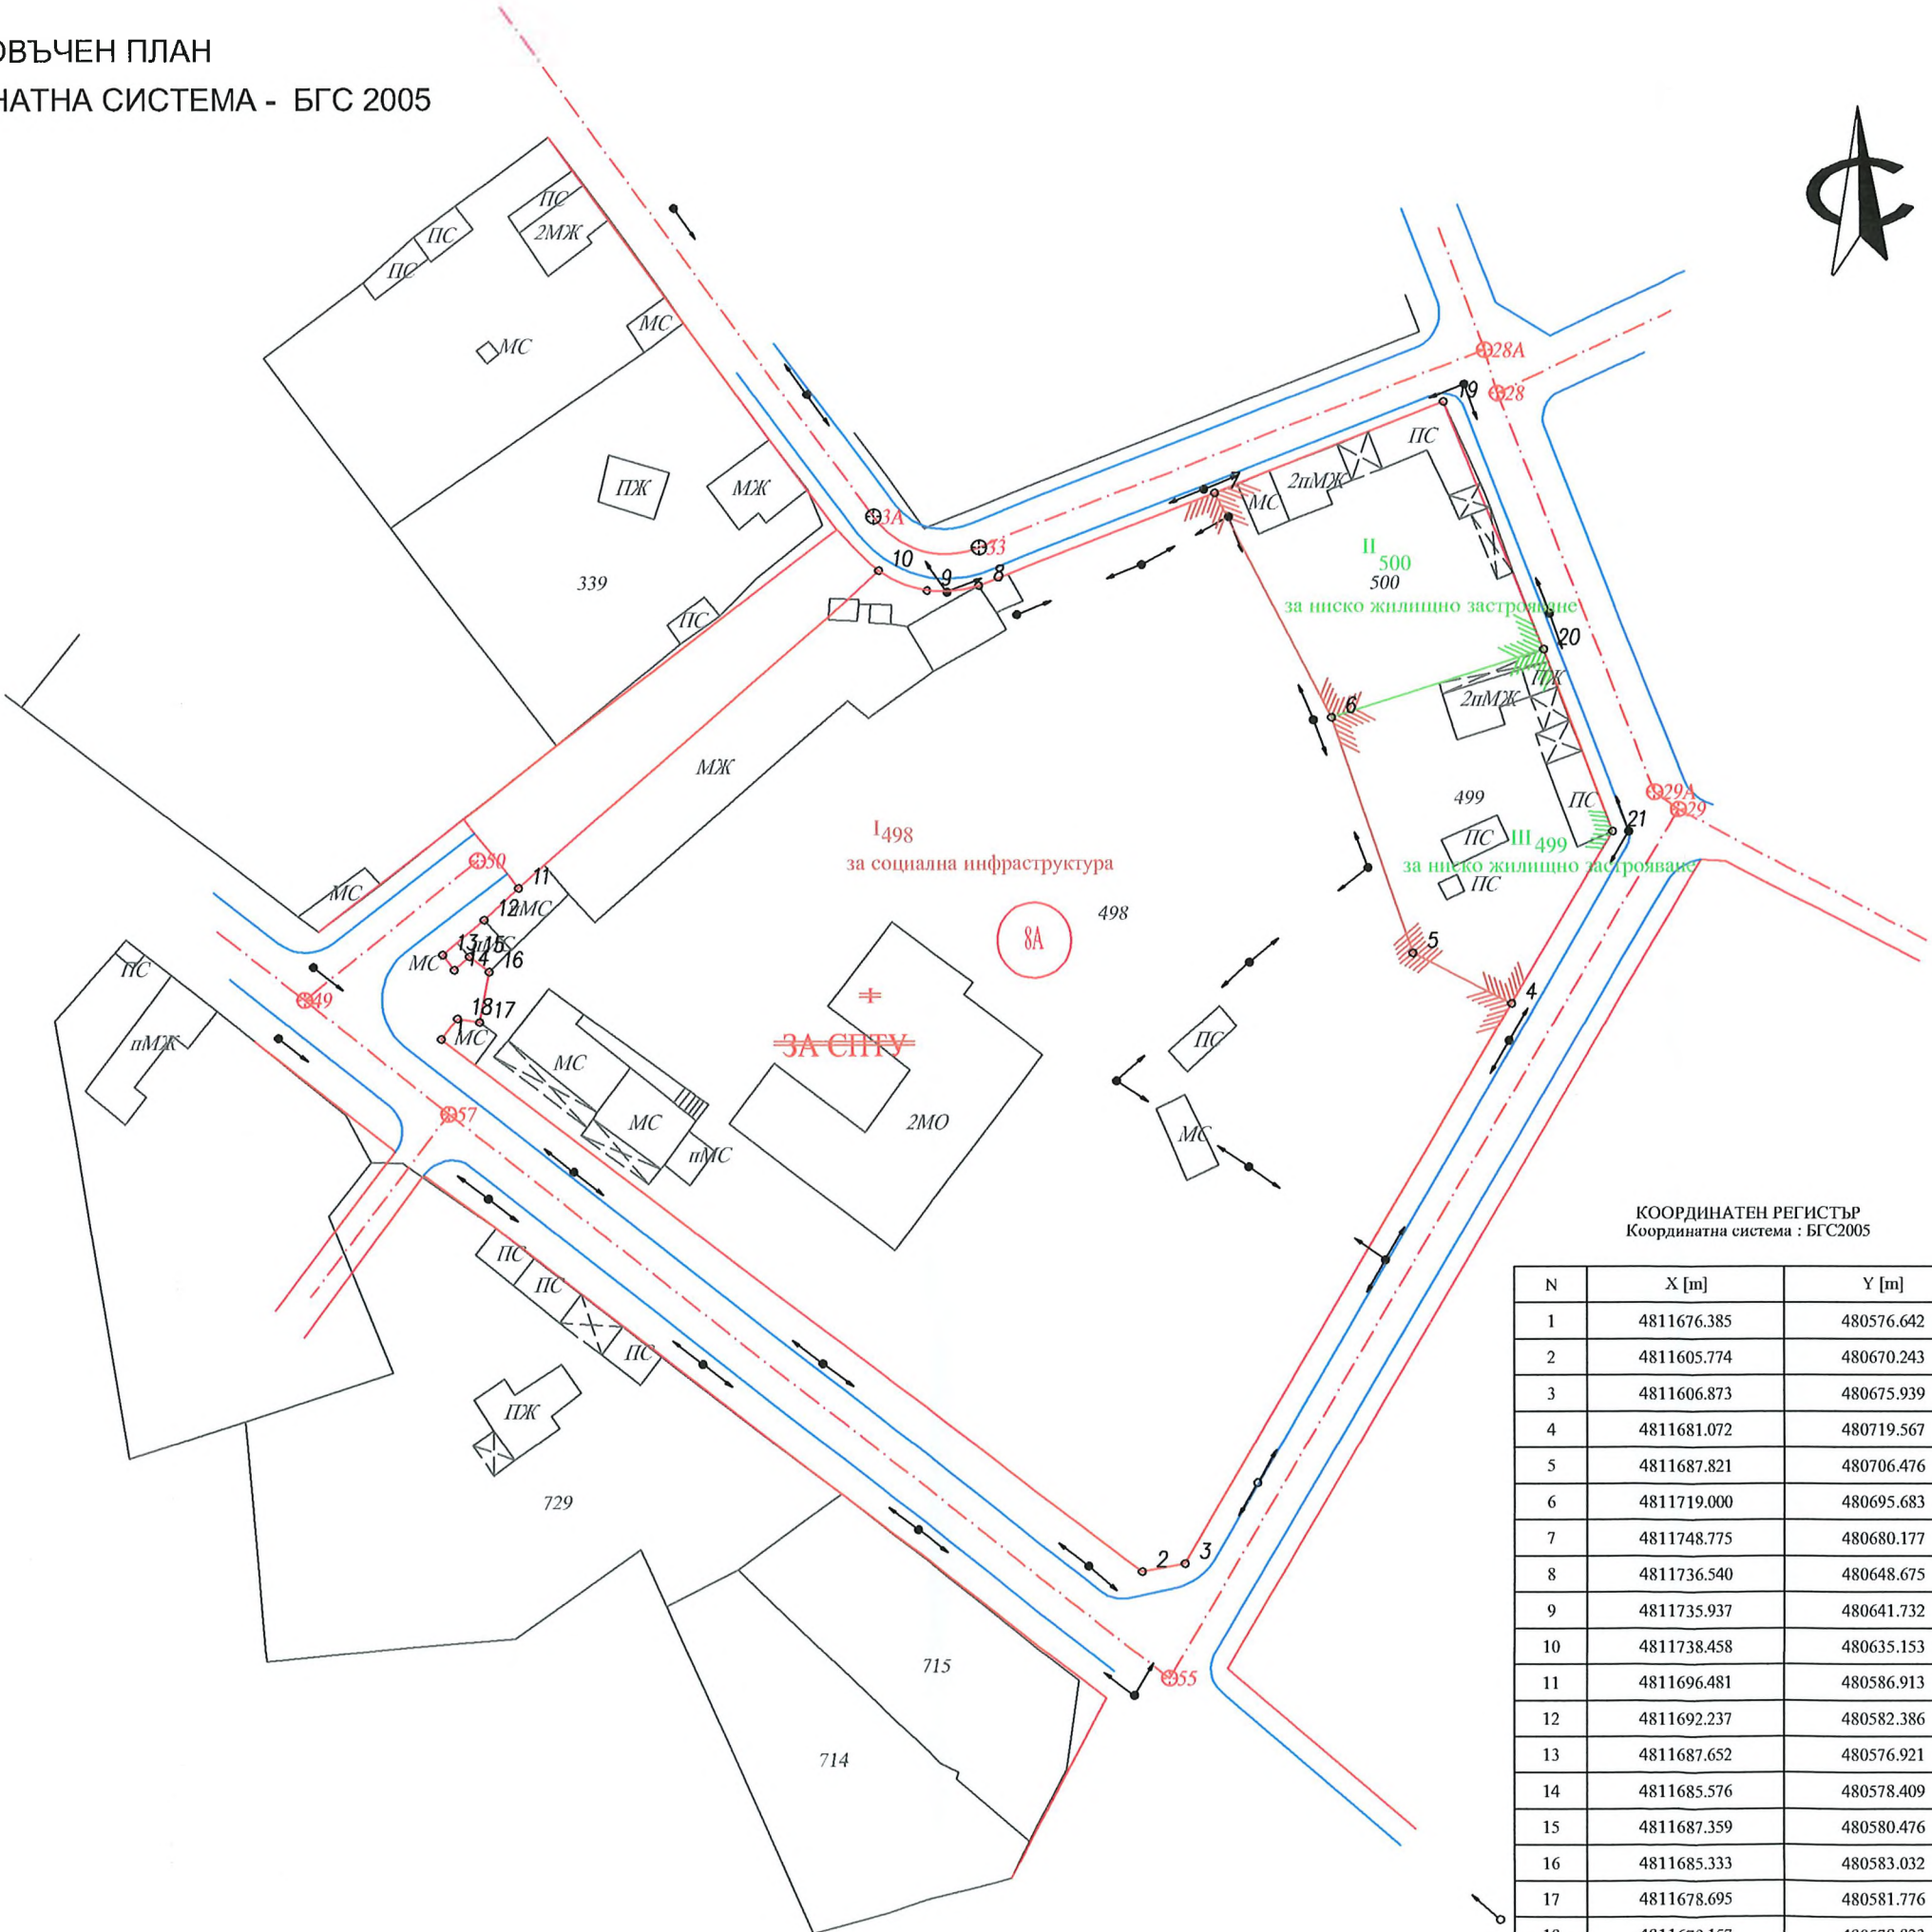 ОВЪЧЕН ПЛАН
НАТНА СИСТЕМА - БГС 2005
ПС
2МЖ
ПС
ПС
МС
МС
28А
28
19
ПС
7
2пМЖ
МС
ПЖ
МЖ
3А
33
10
9
8
339
ПС
II 500
500
за ниско жилищно застрояване
20
ПЖ
2пМЖ
6
МЖ
499
29А
29
21
ПС
ПС
III 499
за ниско жилищно застрояване
ПС
I 498
за социална инфраструктура
498
8А
50
11
МС
12
пМС
13
15
пМС
МС
14
16
5
4
ПС
49
18
17
1
МС
пМЖ
МС
ЗА СПТУ
ПС
57
МС
2МО
МС
пМС
ПС
ПС
ПС
ПЖ
729
2
3
715
55
714
КООРДИНАТЕН РЕГИСТЪР
Координатна система : БГС2005
N X [m] Y [m]
1 4811676.385 480576.642
2 4811605.774 480670.243
3 4811606.873 480675.939
4 4811681.072 480719.567
5 4811687.821 480706.476
6 4811719.000 480695.683
7 4811748.775 480680.177
8 4811736.540 480648.675
9 4811735.937 480641.732
10 4811738.458 480635.153
11 4811696.481 480586.913
12 4811692.237 480582.386
13 4811687.652 480576.921
14 4811685.576 480578.409
15 4811687.359 480580.476
16 4811685.333 480583.032
17 4811678.695 480581.776